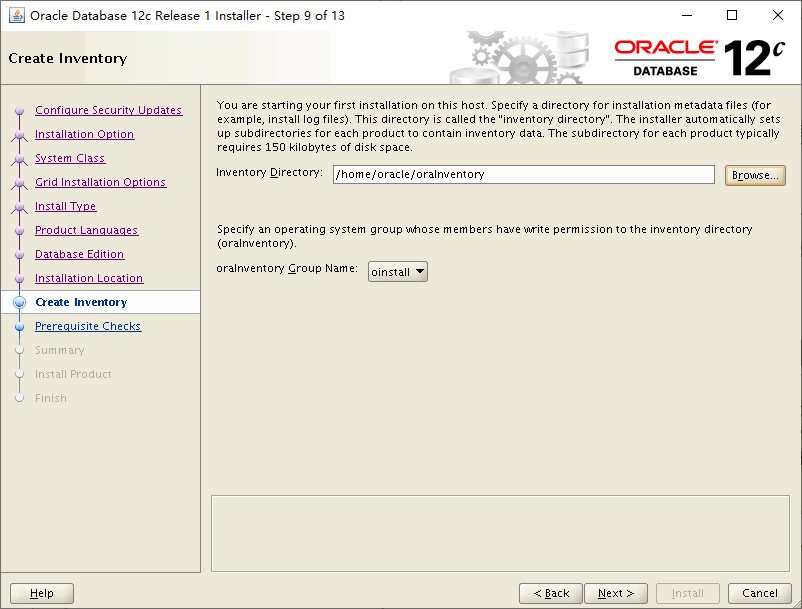 Oracle Database 12c Release 1 Installer - Step 9 of 13
Create Inventory
ORACLE®
DATABASE
12c
Configure Security Updates
Installation Option
System Class
Grid Installation Options
Install Type
Product Languages
Database Edition
Installation Location
Create Inventory
Prerequisite Checks
Summary
Install Product
Finish
You are starting your first installation on this host. Specify a directory for installation metadata files (for
example, install log files). This directory is called the "inventory directory". The installer automatically sets
up subdirectories for each product to contain inventory data. The subdirectory for each product typically
requires 150 kilobytes of disk space.
Inventory Directory: /home/oracle/oraInventory Browse...
Specify an operating system group whose members have write permission to the inventory directory
(oraInventory).
oraInventory Group Name: oinstall
Help < Back Next > Install Cancel